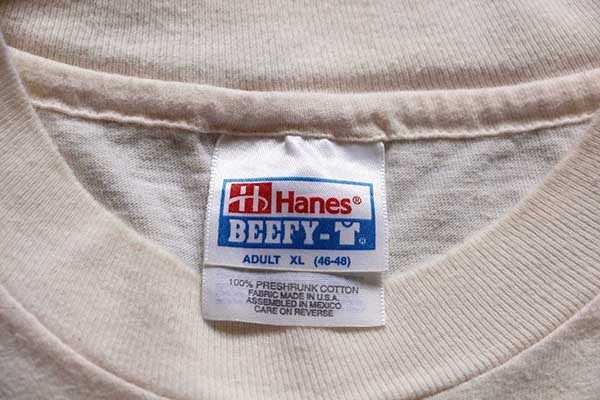 Hanes®
BEEFY-T®
ADULT XL (46-48)
100% PRESHRUNK COTTON
FABRIC MADE IN U.S.A.
ASSEMBLED IN MEXICO
CARE ON REVERSE